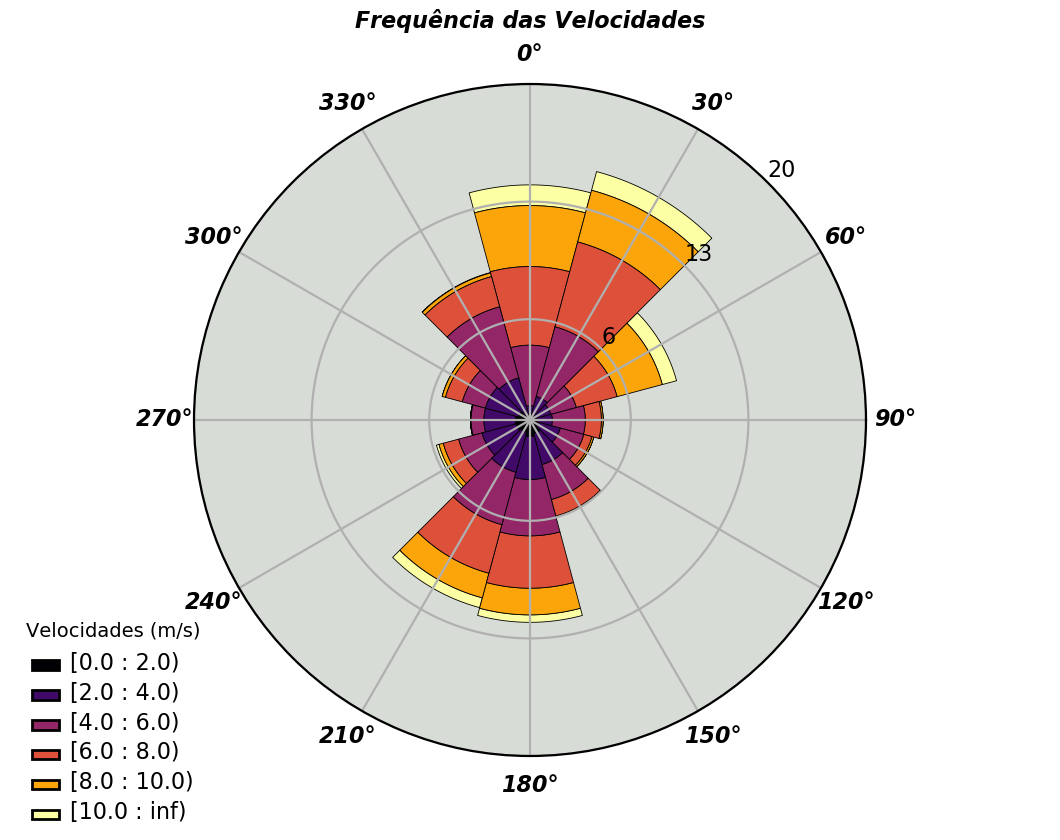 Frequência das Velocidades
0°
330°
30°
20
300°
60°
13
6
270°
90°
240°
120°
210°
150°
180°
Velocidades (m/s)
[0.0 : 2.0)
[2.0 : 4.0)
[4.0 : 6.0)
[6.0 : 8.0)
[8.0 : 10.0)
[10.0 : inf)